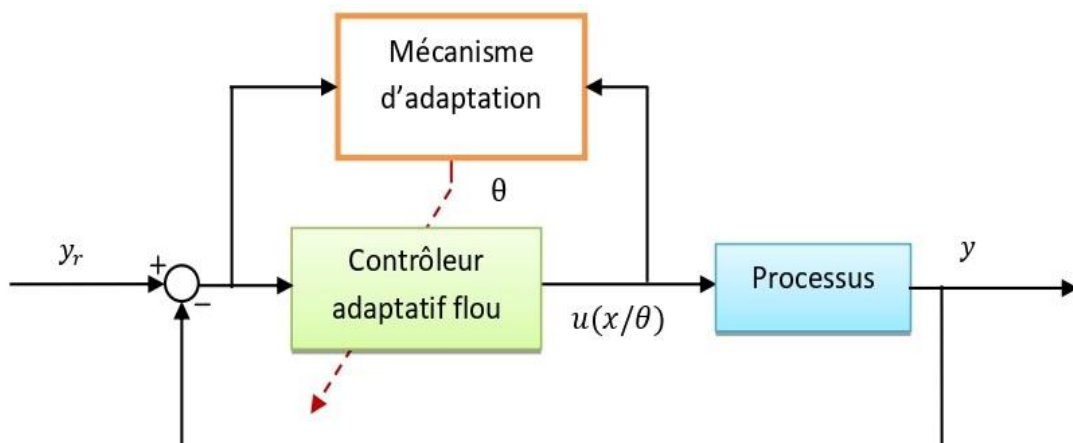 Mécanisme
d'adaptation
θ
y_r
+
−
Contrôleur
adaptatif flou
u(x/θ)
Processus
y